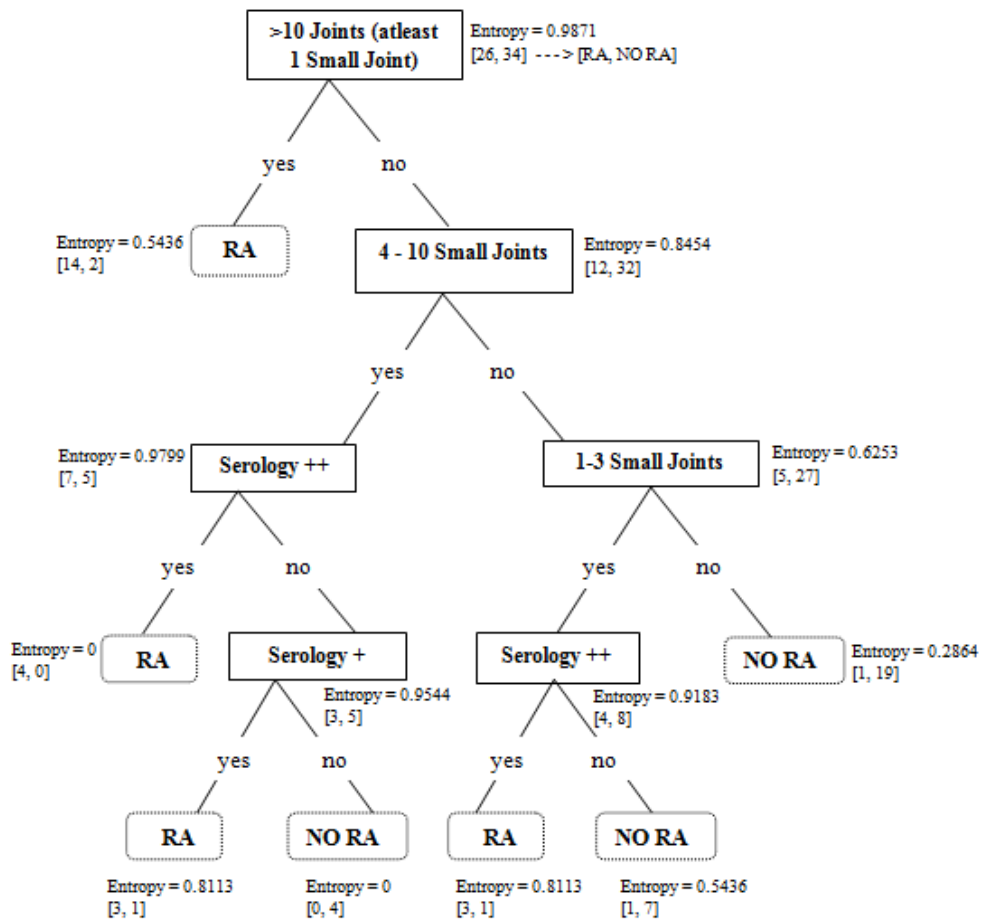 >10 Joints (atleast
1 Small Joint)
Entropy = 0.9871
[26, 34] ---> [RA, NO RA]
yes
no
Entropy = 0.5436
[14, 2]
RA
4 - 10 Small Joints
Entropy = 0.8454
[12, 32]
yes
no
Entropy = 0.9799
[7, 5]
Serology ++
1-3 Small Joints
Entropy = 0.6253
[5, 27]
yes
no
yes
no
Entropy = 0
[4, 0]
RA
Serology +
Entropy = 0.9544
[3, 5]
Serology ++
Entropy = 0.9183
[4, 8]
NO RA
Entropy = 0.2864
[1, 19]
yes
no
yes
no
RA
NO RA
RA
NO RA
Entropy = 0.8113
[3, 1]
Entropy = 0
[0, 4]
Entropy = 0.8113
[3, 1]
Entropy = 0.5436
[1, 7]